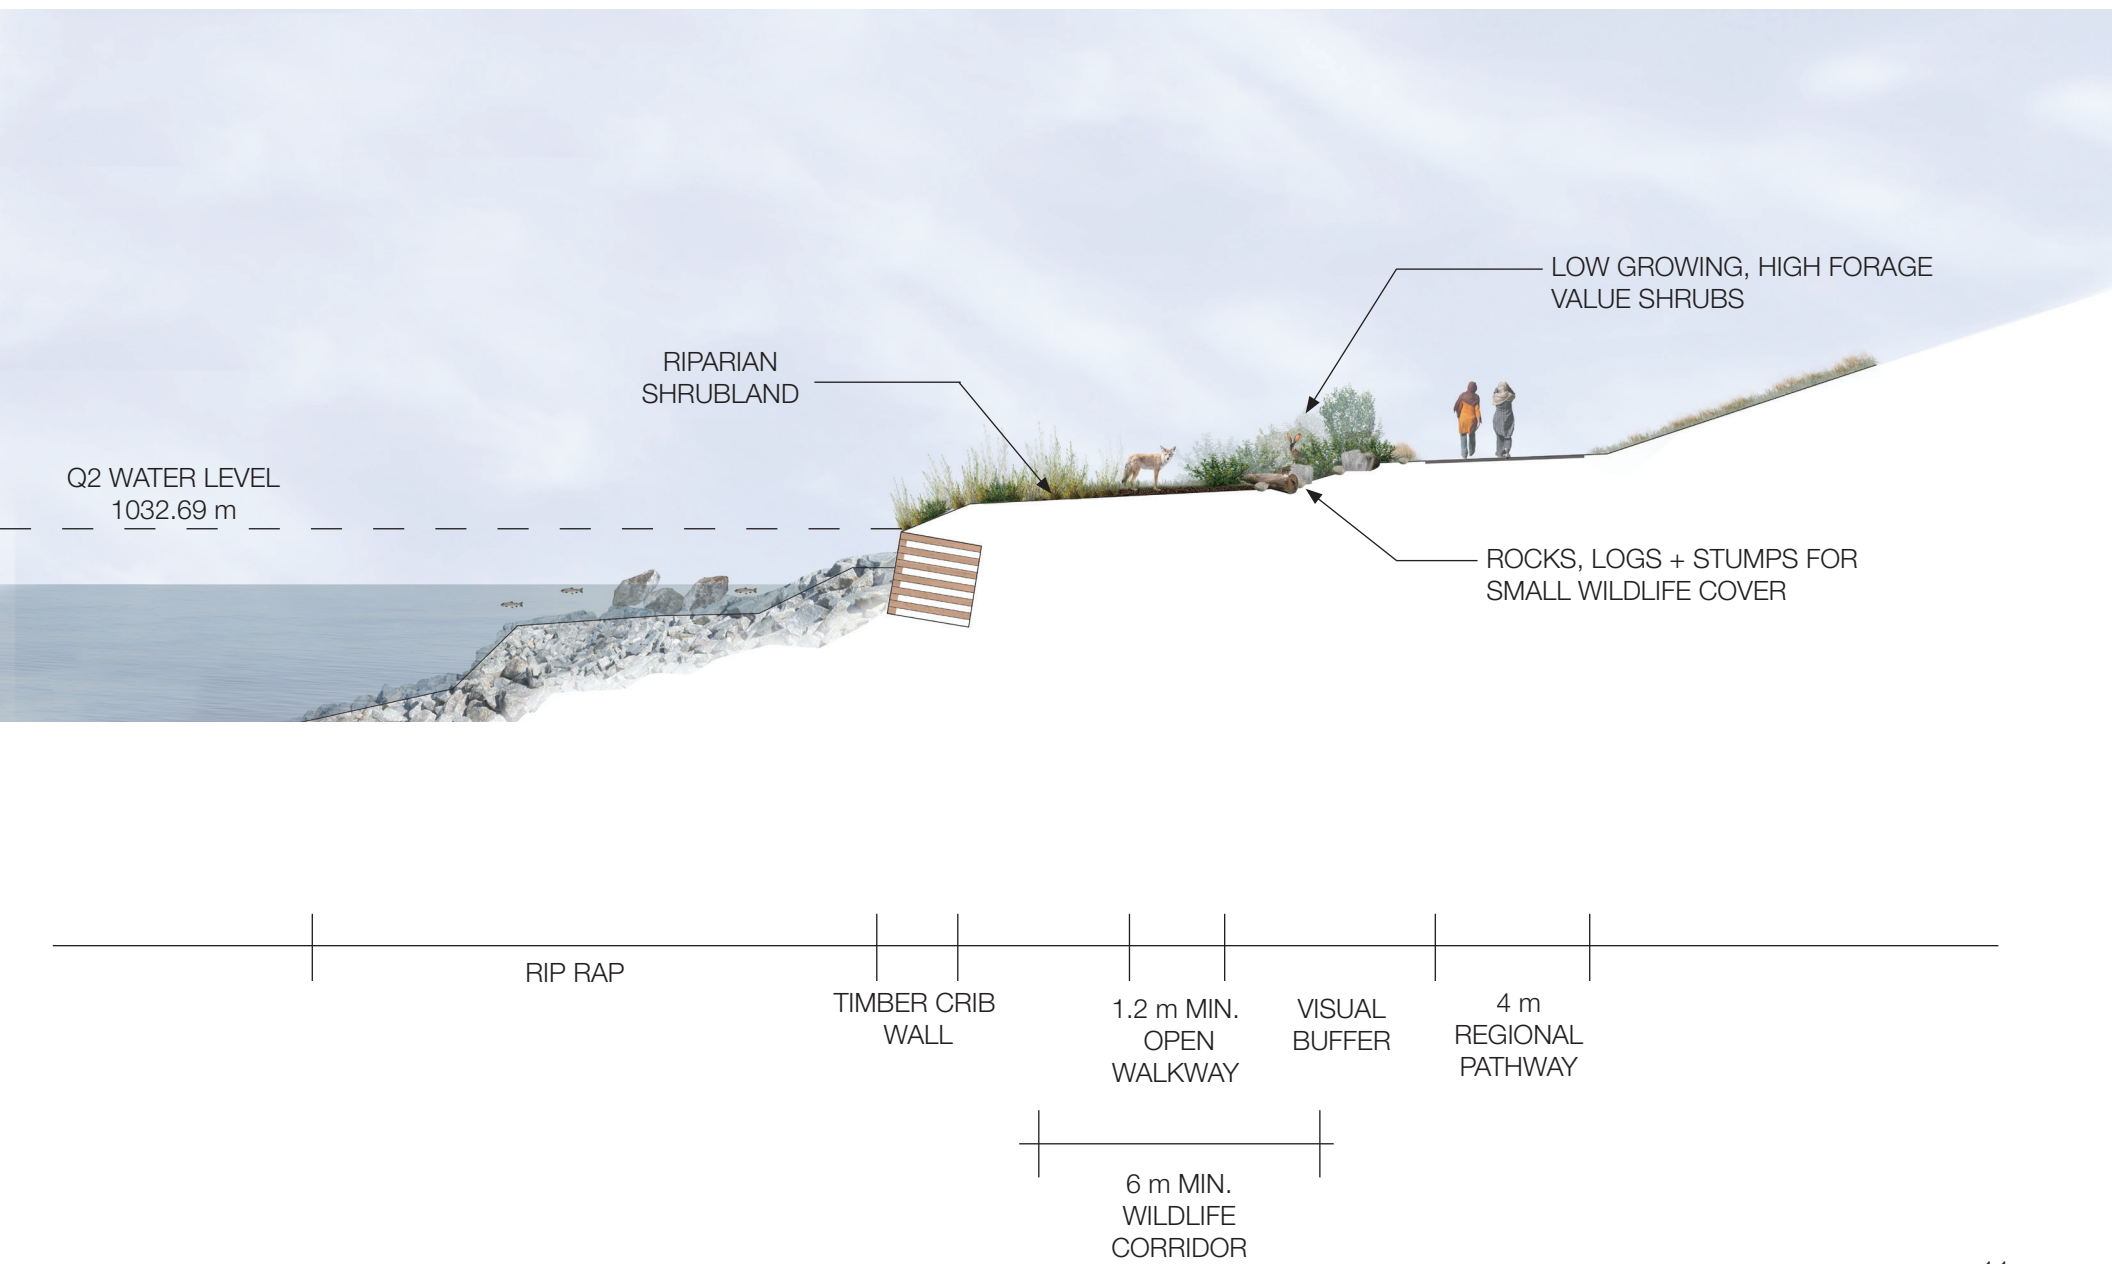 LOW GROWING, HIGH FORAGE
VALUE SHRUBS
RIPARIAN
SHRUBLAND
Q2 WATER LEVEL
1032.69 m
ROCKS, LOGS + STUMPS FOR
SMALL WILDLIFE COVER
RIP RAP
TIMBER CRIB
WALL
1.2 m MIN.
OPEN
WALKWAY
VISUAL
BUFFER
4 m
REGIONAL
PATHWAY
6 m MIN.
WILDLIFE
CORRIDOR